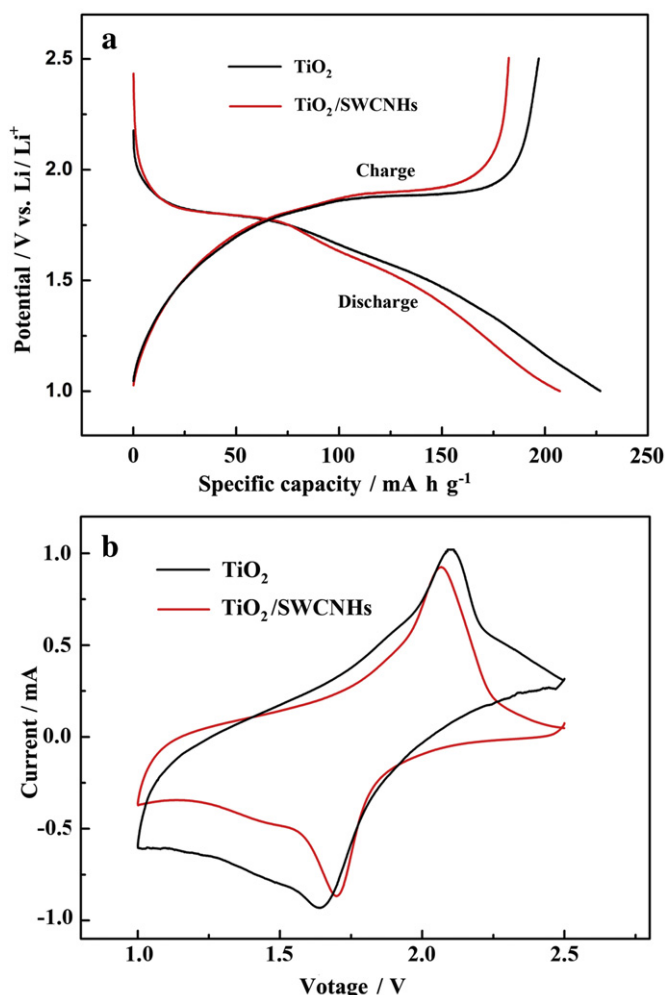 a
TiO₂
TiO₂/SWCNHs
Charge
Discharge
Potential / V vs. Li/Li⁺
2.5
2.0
1.5
1.0
0 50 100 150 200 250
Specific capacity / mA h g⁻¹
b
TiO₂
TiO₂/SWCNHs
Current / mA
1.0
0.5
0.0
-0.5
-1.0
1.0 1.5 2.0 2.5
Votage / V